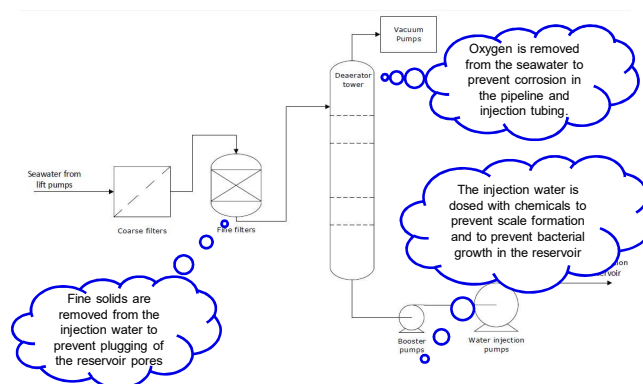 Vacuum
Pumps
Oxygen is removed
from the seawater to
prevent corrosion in
the pipeline and
injection tubing.
Deaerator
tower
Seawater from
lift pumps
Coarse filters
Fine filters
The injection water is
dosed with chemicals to
prevent scale formation
and to prevent bacterial
growth in the reservoir
Fine solids are
removed from the
injection water to
prevent plugging of
the reservoir pores
Booster
pumps
Water injection
pumps